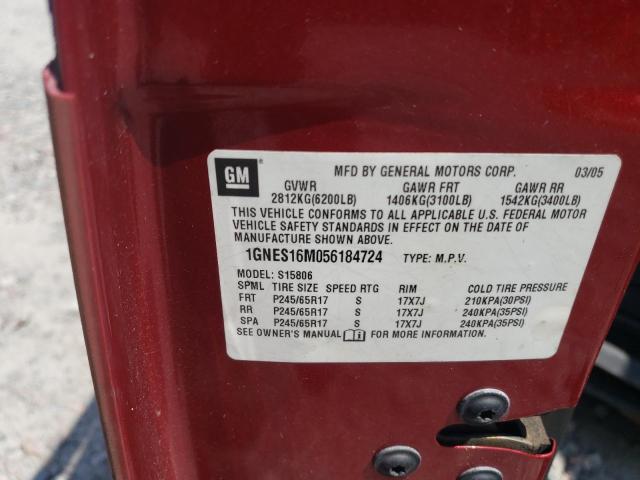 GM MFD BY GENERAL MOTORS CORP. 03/05
GVWR GAWR FRT GAWR RR
2812KG(6200LB) 1406KG(3100LB) 1542KG(3400LB)
THIS VEHICLE CONFORMS TO ALL APPLICABLE U.S. FEDERAL MOTOR
VEHICLE SAFETY STANDARDS IN EFFECT ON THE DATE OF
MANUFACTURE SHOWN ABOVE.
1GNES16M056184724 TYPE: M.P.V.
MODEL: S15806
SPML TIRE SIZE SPEED RTG RIM COLD TIRE PRESSURE
FRT P245/65R17 S 17X7J 210KPA(30PSI)
RR P245/65R17 S 17X7J 240KPA(35PSI)
SPA P245/65R17 S 17X7J 240KPA(35PSI)
SEE OWNER'S MANUAL FOR MORE INFORMATION.